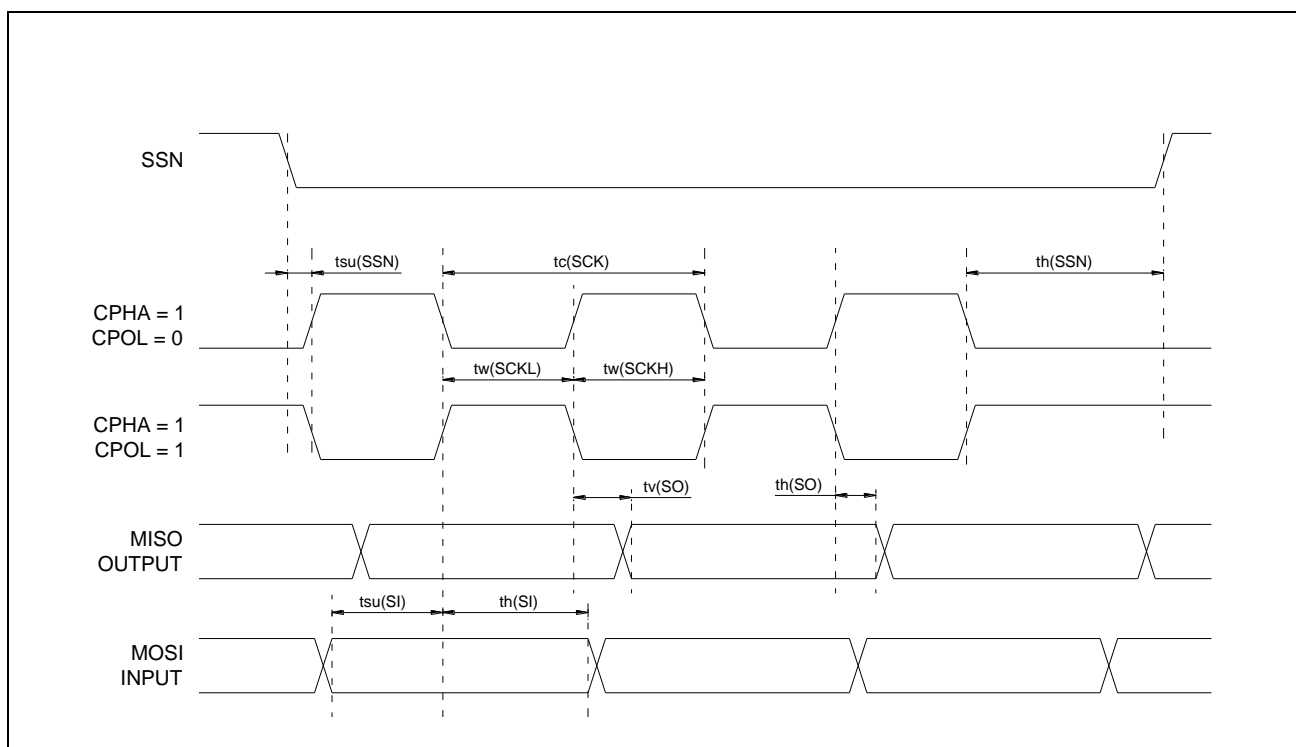 SSN
tsu(SSN)
tc(SCK)
th(SSN)
CPHA = 1
CPOL = 0
tw(SCKL)
tw(SCKH)
CPHA = 1
CPOL = 1
tv(SO)
th(SO)
MISO
OUTPUT
tsu(SI)
th(SI)
MOSI
INPUT